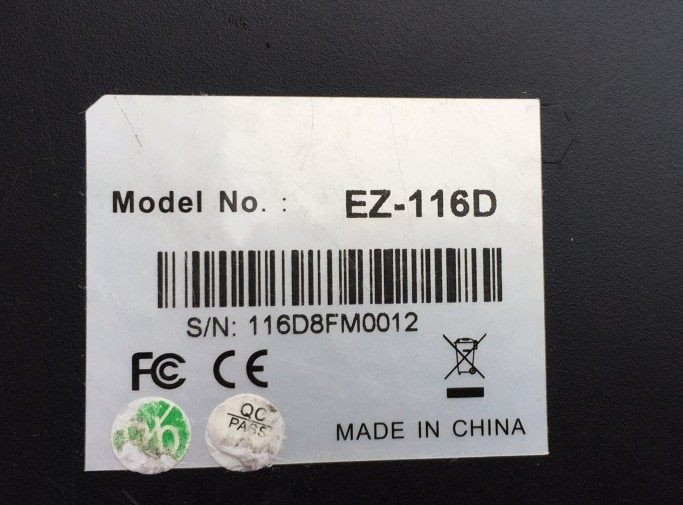 Model No. : EZ-116D
S/N: 116D8FM0012
FC CE
QC
PASS
MADE IN CHINA